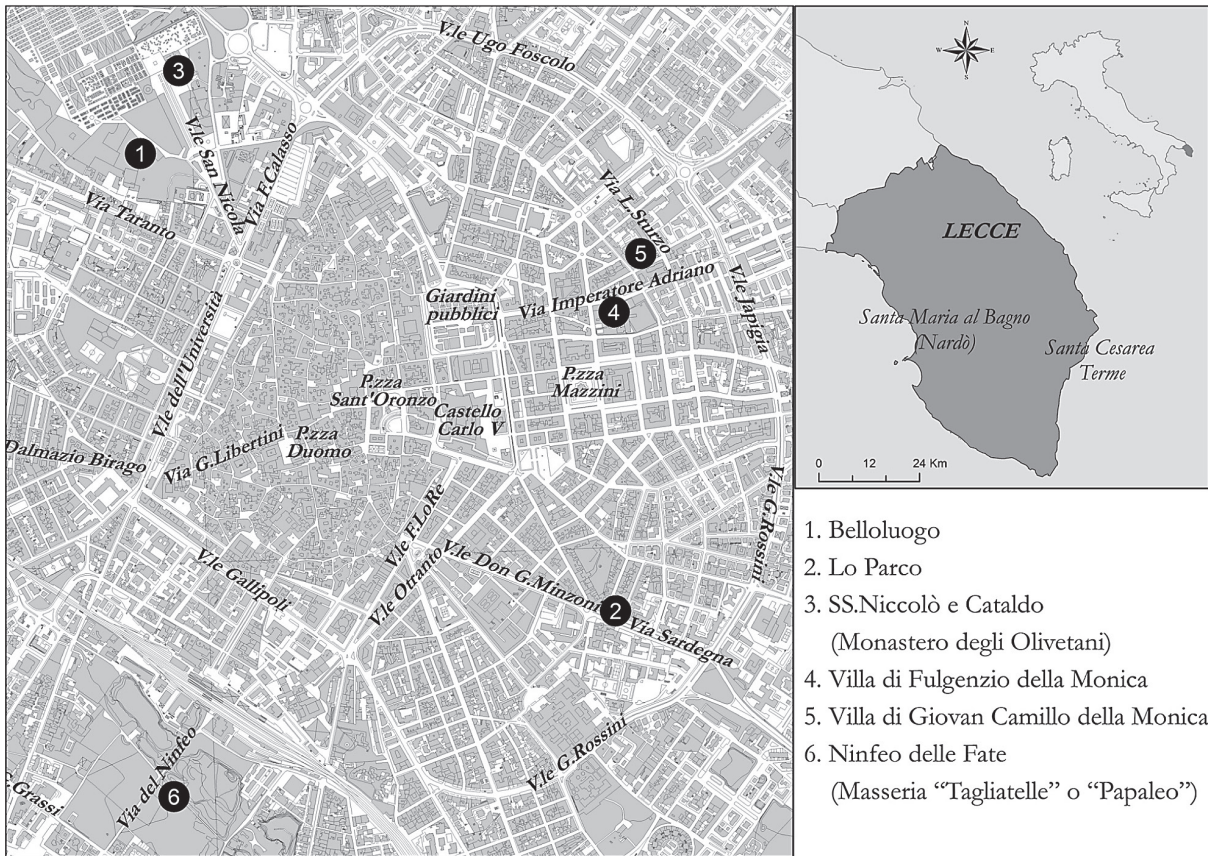 V.le Ugo Foscolo
3
V.le San Nicola
1
Via F.Calasso
Via Taranto
Via L.Sturzo
5
Via Imperatore Adriano
4
V.le Japigia
Giardini
pubblici
V.le dell'Università
P.zza
Sant'Oronzo
Castello
Carlo V
P.zza
Mazzini
Dalmazio Birago
Via G.Libertini
P.zza
Duomo
V.le F.LoRe
V.le G.Rossini
V.le Gallipoli
V.le Otranto
V.le Don G.Minzoni
2
Via Sardegna
V.le G.Rossini
Via del Ninfeo
6
G. Grassi
N
W E
S
LECCE
Santa Maria al Bagno
(Nardò)
Santa Cesarea
Terme
0 12 24 Km
1. Belloluogo
2. Lo Parco
3. SS.Niccolò e Cataldo
(Monastero degli Olivetani)
4. Villa di Fulgenzio della Monica
5. Villa di Giovan Camillo della Monica
6. Ninfeo delle Fate
(Masseria “Tagliatelle” o “Papaleo”)